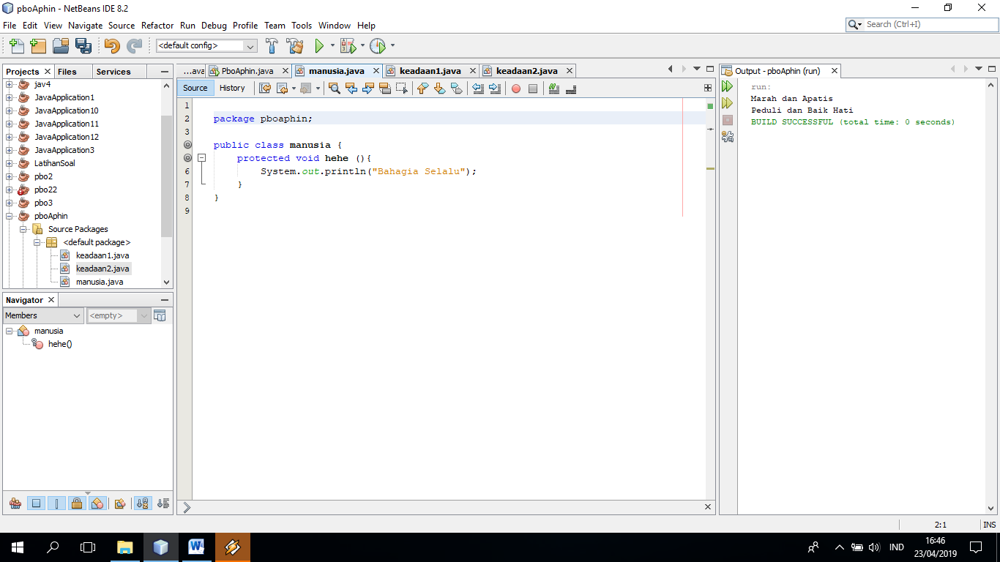 pboAphin - NetBeans IDE 8.2
File Edit View Navigate Source Refactor Run Debug Profile Team Tools Window Help
Search (Ctrl+I)
<default config>
Projects Files Services
jav4
JavaApplication1
JavaApplication10
JavaApplication11
JavaApplication12
JavaApplication3
LatihanSoal
pbo2
pbo22
pbo3
pboAphin
Source Packages
<default package>
keadaan1.java
keadaan2.java
manusia.java
Navigator
Members <empty>
manusia
hehe()
...ava PboAphin.java manusia.java keadaan1.java keadaan2.java
Source History
1
2 package pboaphin;
3
public class manusia {
protected void hehe (){
6 System.out.println("Bahagia Selalu");
7 }
8 }
9
Output - pboAphin (run)
run:
Marah dan Apatis
Peduli dan Baik Hati
BUILD SUCCESSFUL (total time: 0 seconds)
2:1 INS
IND
16:46
23/04/2019